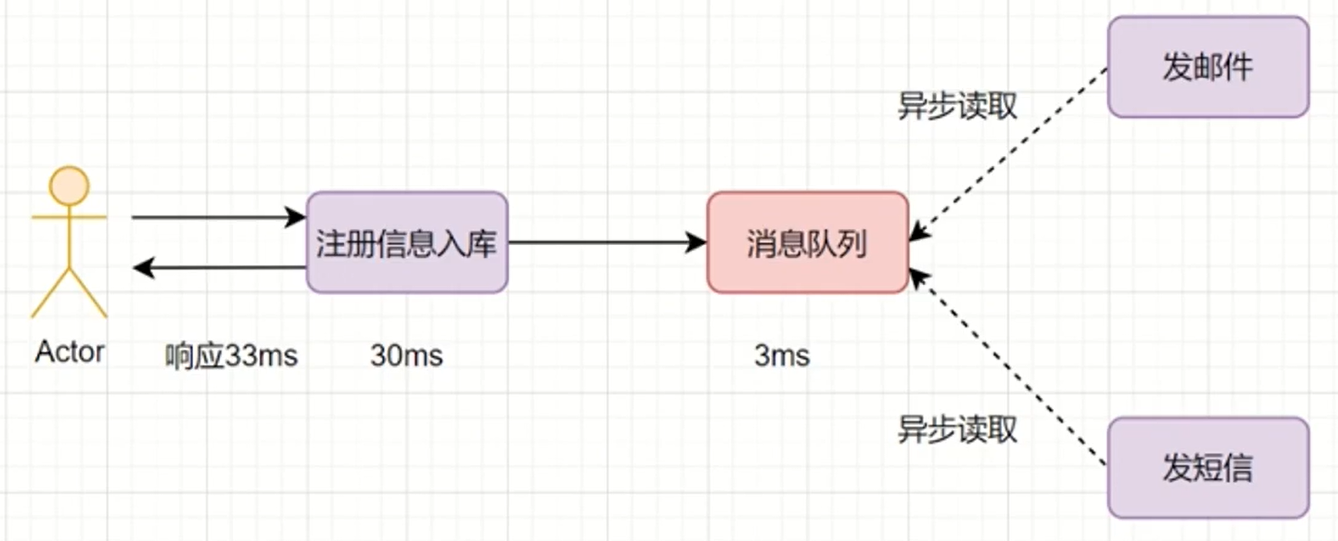 发邮件
异步读取
注册信息入库
消息队列
Actor
响应33ms
30ms
3ms
异步读取
发短信